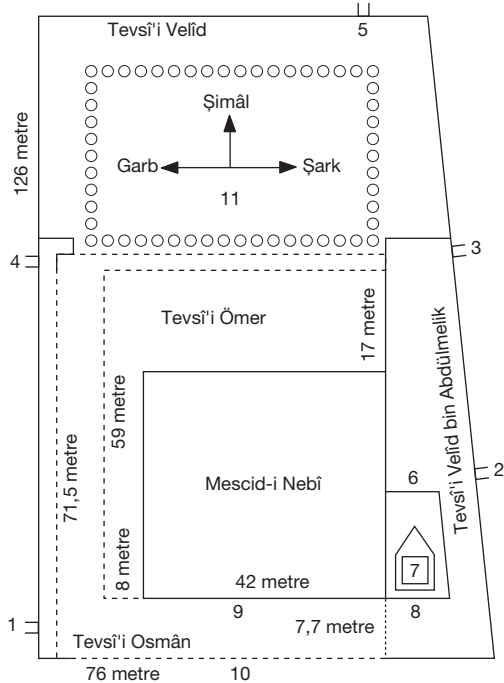 Tevsî'i Velîd
5
Şimâl
Garb
Şark
11
126 metre
4
3
Tevsî'i Ömer
17 metre
59 metre
71,5 metre
Mescid-i Nebî
Tevsî'i Velîd bin Abdülmelik
2
6
7
8 metre
42 metre
9
8
1
7,7 metre
Tevsî'i Osmân
76 metre
10